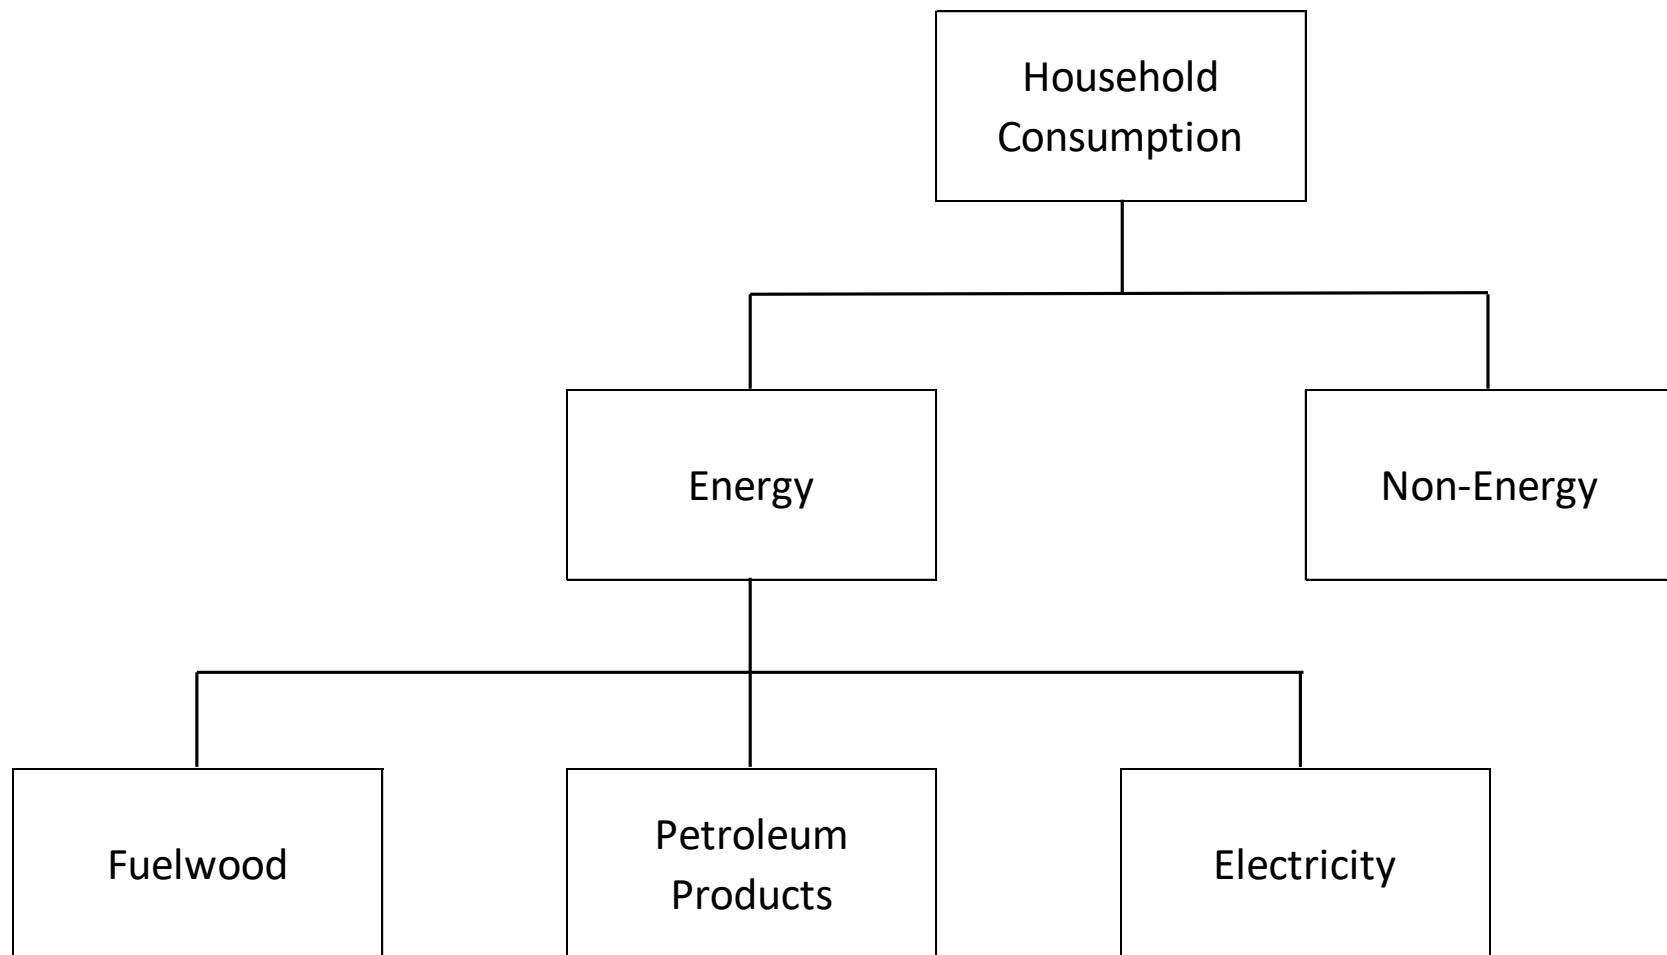 Household
Consumption
Energy
Non-Energy
Fuelwood
Petroleum
Products
Electricity